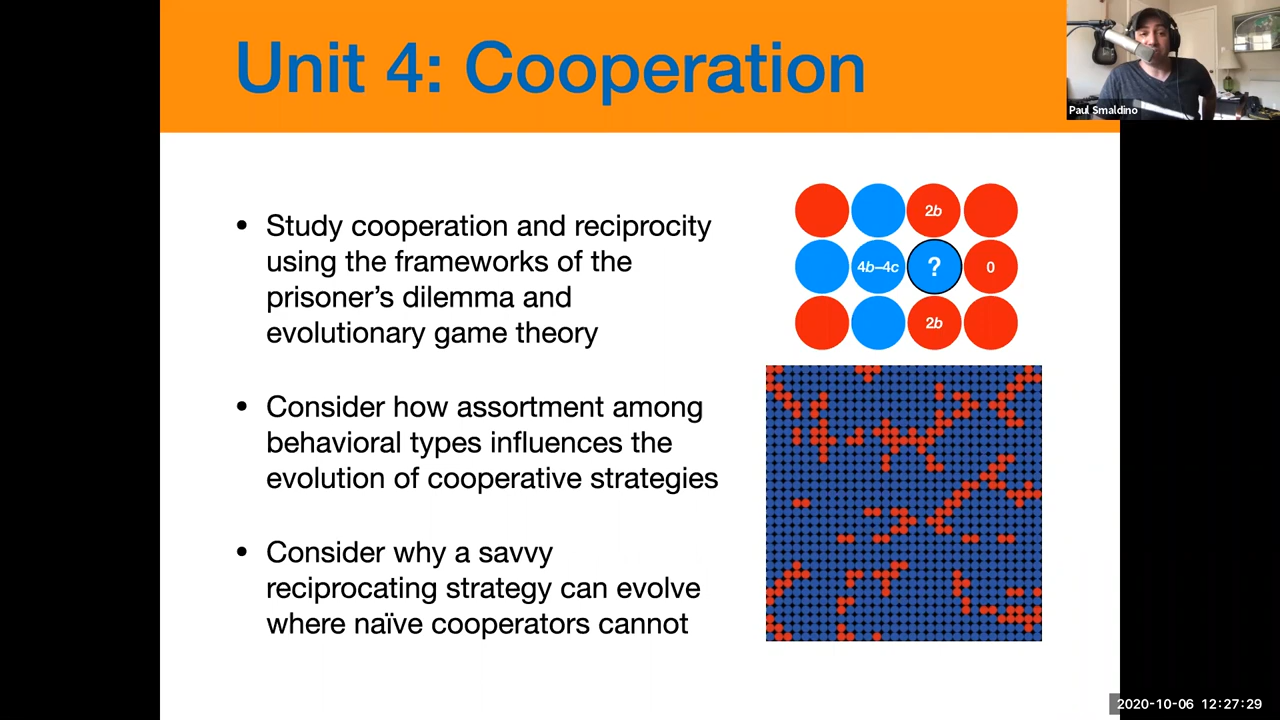 Unit 4: Cooperation
Paul Smaldino
• Study cooperation and reciprocity
using the frameworks of the
prisoner’s dilemma and
evolutionary game theory
• Consider how assortment among
behavioral types influences the
evolution of cooperative strategies
• Consider why a savvy
reciprocating strategy can evolve
where naïve cooperators cannot
2b
4b–4c ? 0
2b
2020-10-06 12:27:29